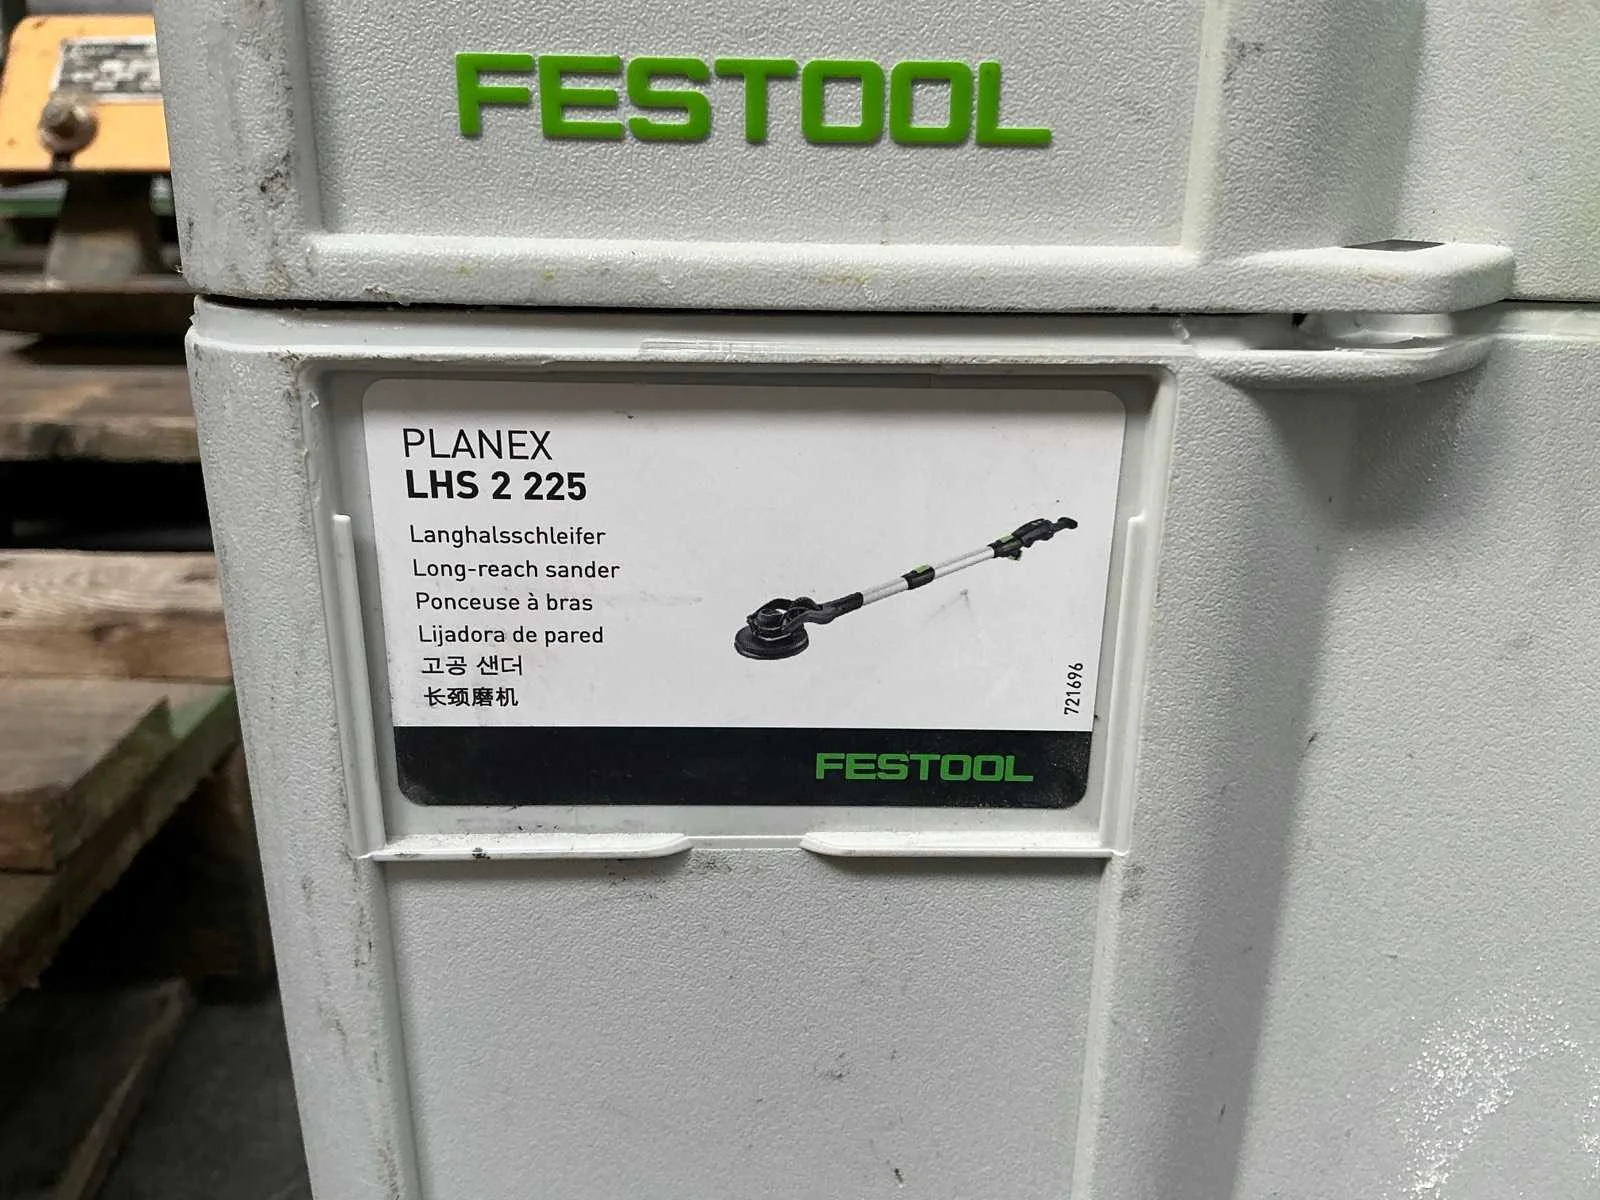 FESTOOL
PLANEX
LHS 2 225
Langhalsschleifer
Long-reach sander
Ponceuse à bras
Lijadora de pared
고공 샌더
长颈磨机
721696
FESTOOL